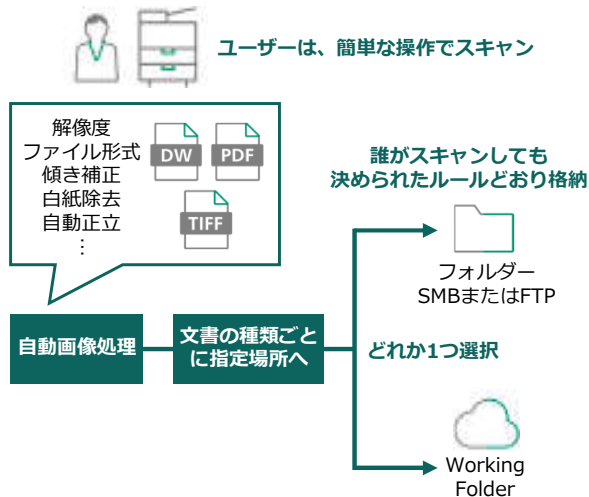 ユーザーは、簡単な操作でスキャン
解像度
ファイル形式
傾き補正
白紙除去
自動正立
⋮
DW
PDF
TIFF
誰がスキャンしても
決められたルールどおり格納
フォルダー
SMBまたはFTP
自動画像処理
文書の種類ごと
に指定場所へ
どれか1つ選択
Working
Folder